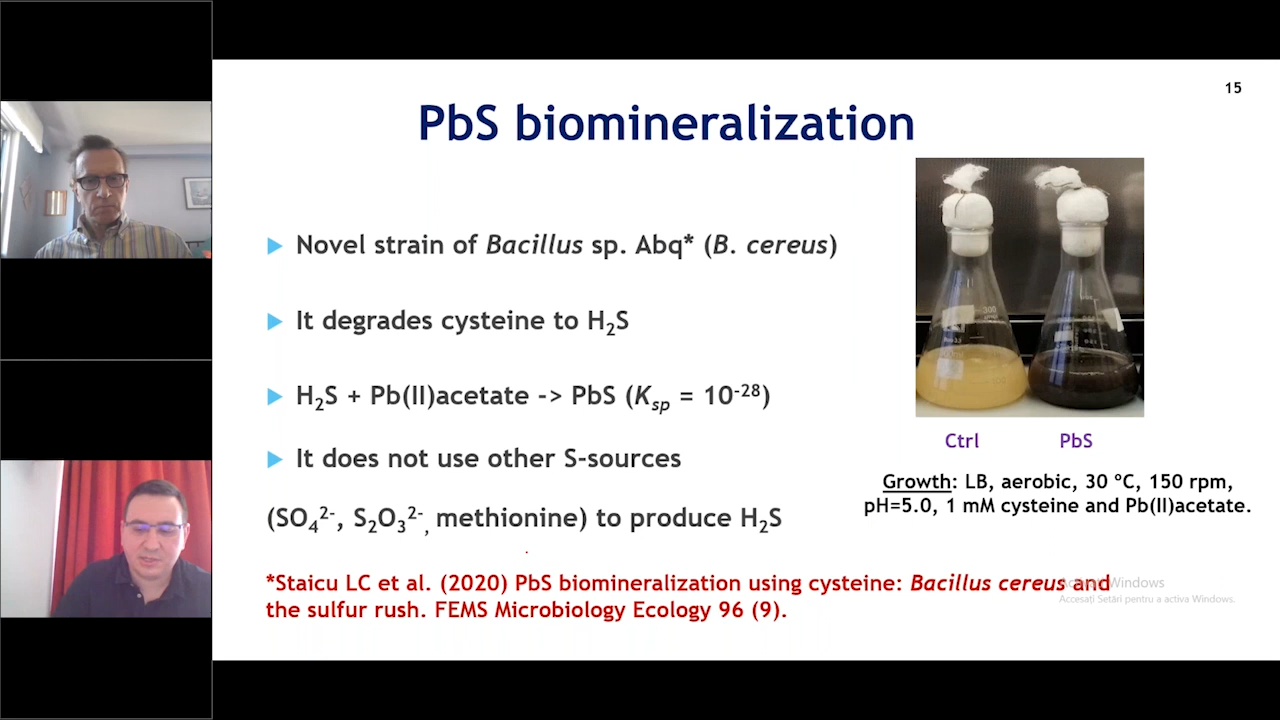 15
PbS biomineralization
Novel strain of Bacillus sp. Abq* (B. cereus)
It degrades cysteine to H₂S
H₂S + Pb(II)acetate -> PbS (Kₛₚ = 10⁻²⁸)
It does not use other S-sources
(SO₄²⁻, S₂O₃²⁻, methionine) to produce H₂S
*Staicu LC et al. (2020) PbS biomineralization using cysteine: Bacillus cereus and
the sulfur rush. FEMS Microbiology Ecology 96 (9).
300
Ctrl PbS
Growth: LB, aerobic, 30 ºC, 150 rpm,
pH=5.0, 1 mM cysteine and Pb(II)acetate.
Activați Windows
Accesați Setări pentru a activa Windows.